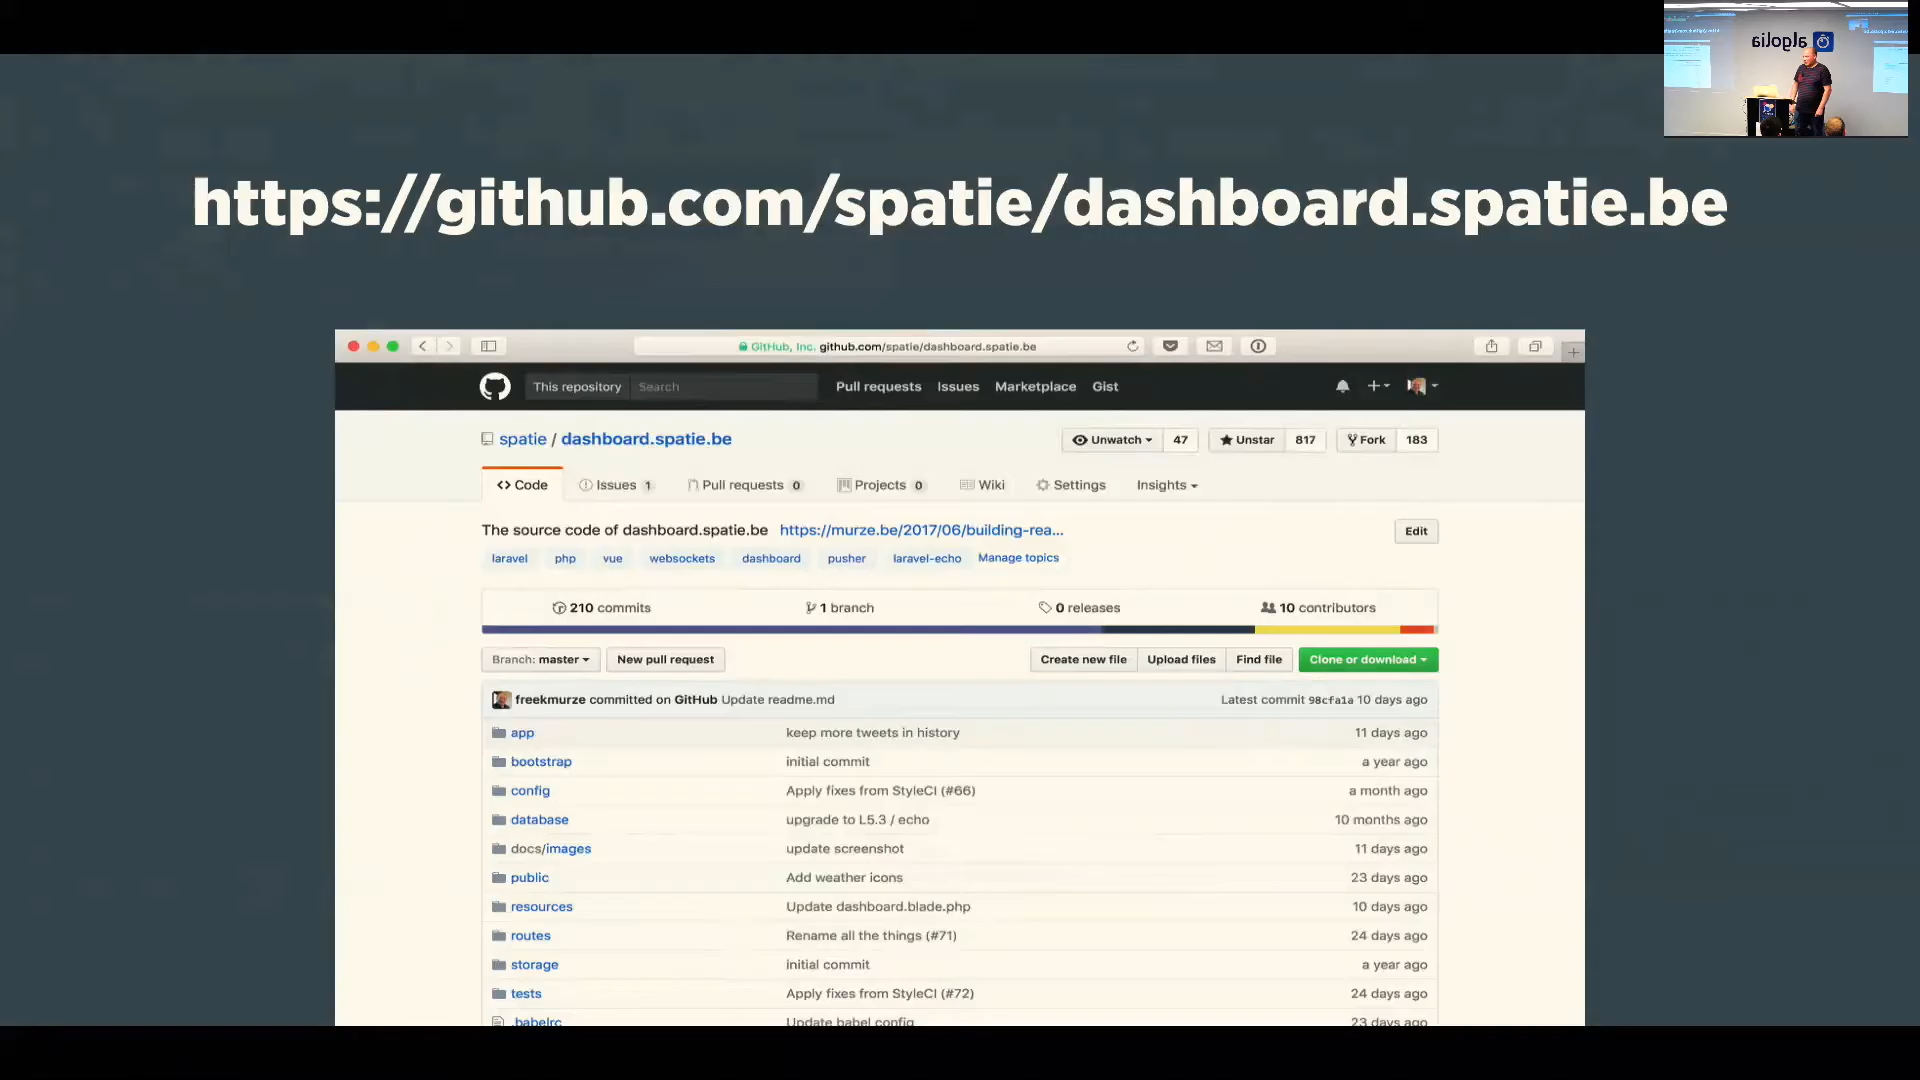 algolia
https://github.com/spatie/dashboard.spatie.be
GitHub, Inc. github.com/spatie/dashboard.spatie.be
This repository Search Pull requests Issues Marketplace Gist
spatie / dashboard.spatie.be Unwatch 47 Unstar 817 Fork 183
Code Issues 1 Pull requests 0 Projects 0 Wiki Settings Insights
The source code of dashboard.spatie.be https://murze.be/2017/06/building-rea... Edit
laravel php vue websockets dashboard pusher laravel-echo Manage topics
210 commits 1 branch 0 releases 10 contributors
Branch: master New pull request Create new file Upload files Find file Clone or download
freekmurze committed on GitHub Update readme.md Latest commit 98cfa1a 10 days ago
app keep more tweets in history 11 days ago
bootstrap initial commit a year ago
config Apply fixes from StyleCI (#66) a month ago
database upgrade to L5.3 / echo 10 months ago
docs/images update screenshot 11 days ago
public Add weather icons 23 days ago
resources Update dashboard.blade.php 10 days ago
routes Rename all the things (#71) 24 days ago
storage initial commit a year ago
tests Apply fixes from StyleCI (#72) 24 days ago
.babelrc Update babel config 23 days ago